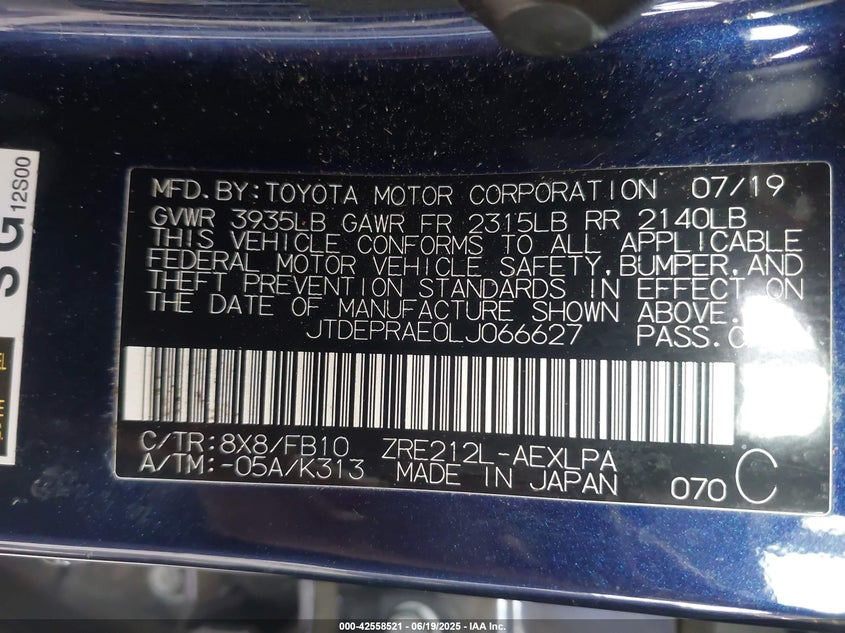 MFD. BY: TOYOTA MOTOR CORPORATION 07/19
GVWR 3935LB GAWR FR 2315LB RR 2140LB
THIS VEHICLE CONFORMS TO ALL APPLICABLE
FEDERAL MOTOR VEHICLE SAFETY, BUMPER, AND
THEFT PREVENTION STANDARDS IN EFFECT ON
THE DATE OF MANUFACTURE SHOWN ABOVE.
JTDEPRAE0LJ066627 PASS.
C/TR: 8X8/FB10 ZRE212L-AEXLPA
A/TM: -05A/K313 MADE IN JAPAN 070 C
SG
12S00
000-42558521 - 06/19/2025 - IAA Inc.